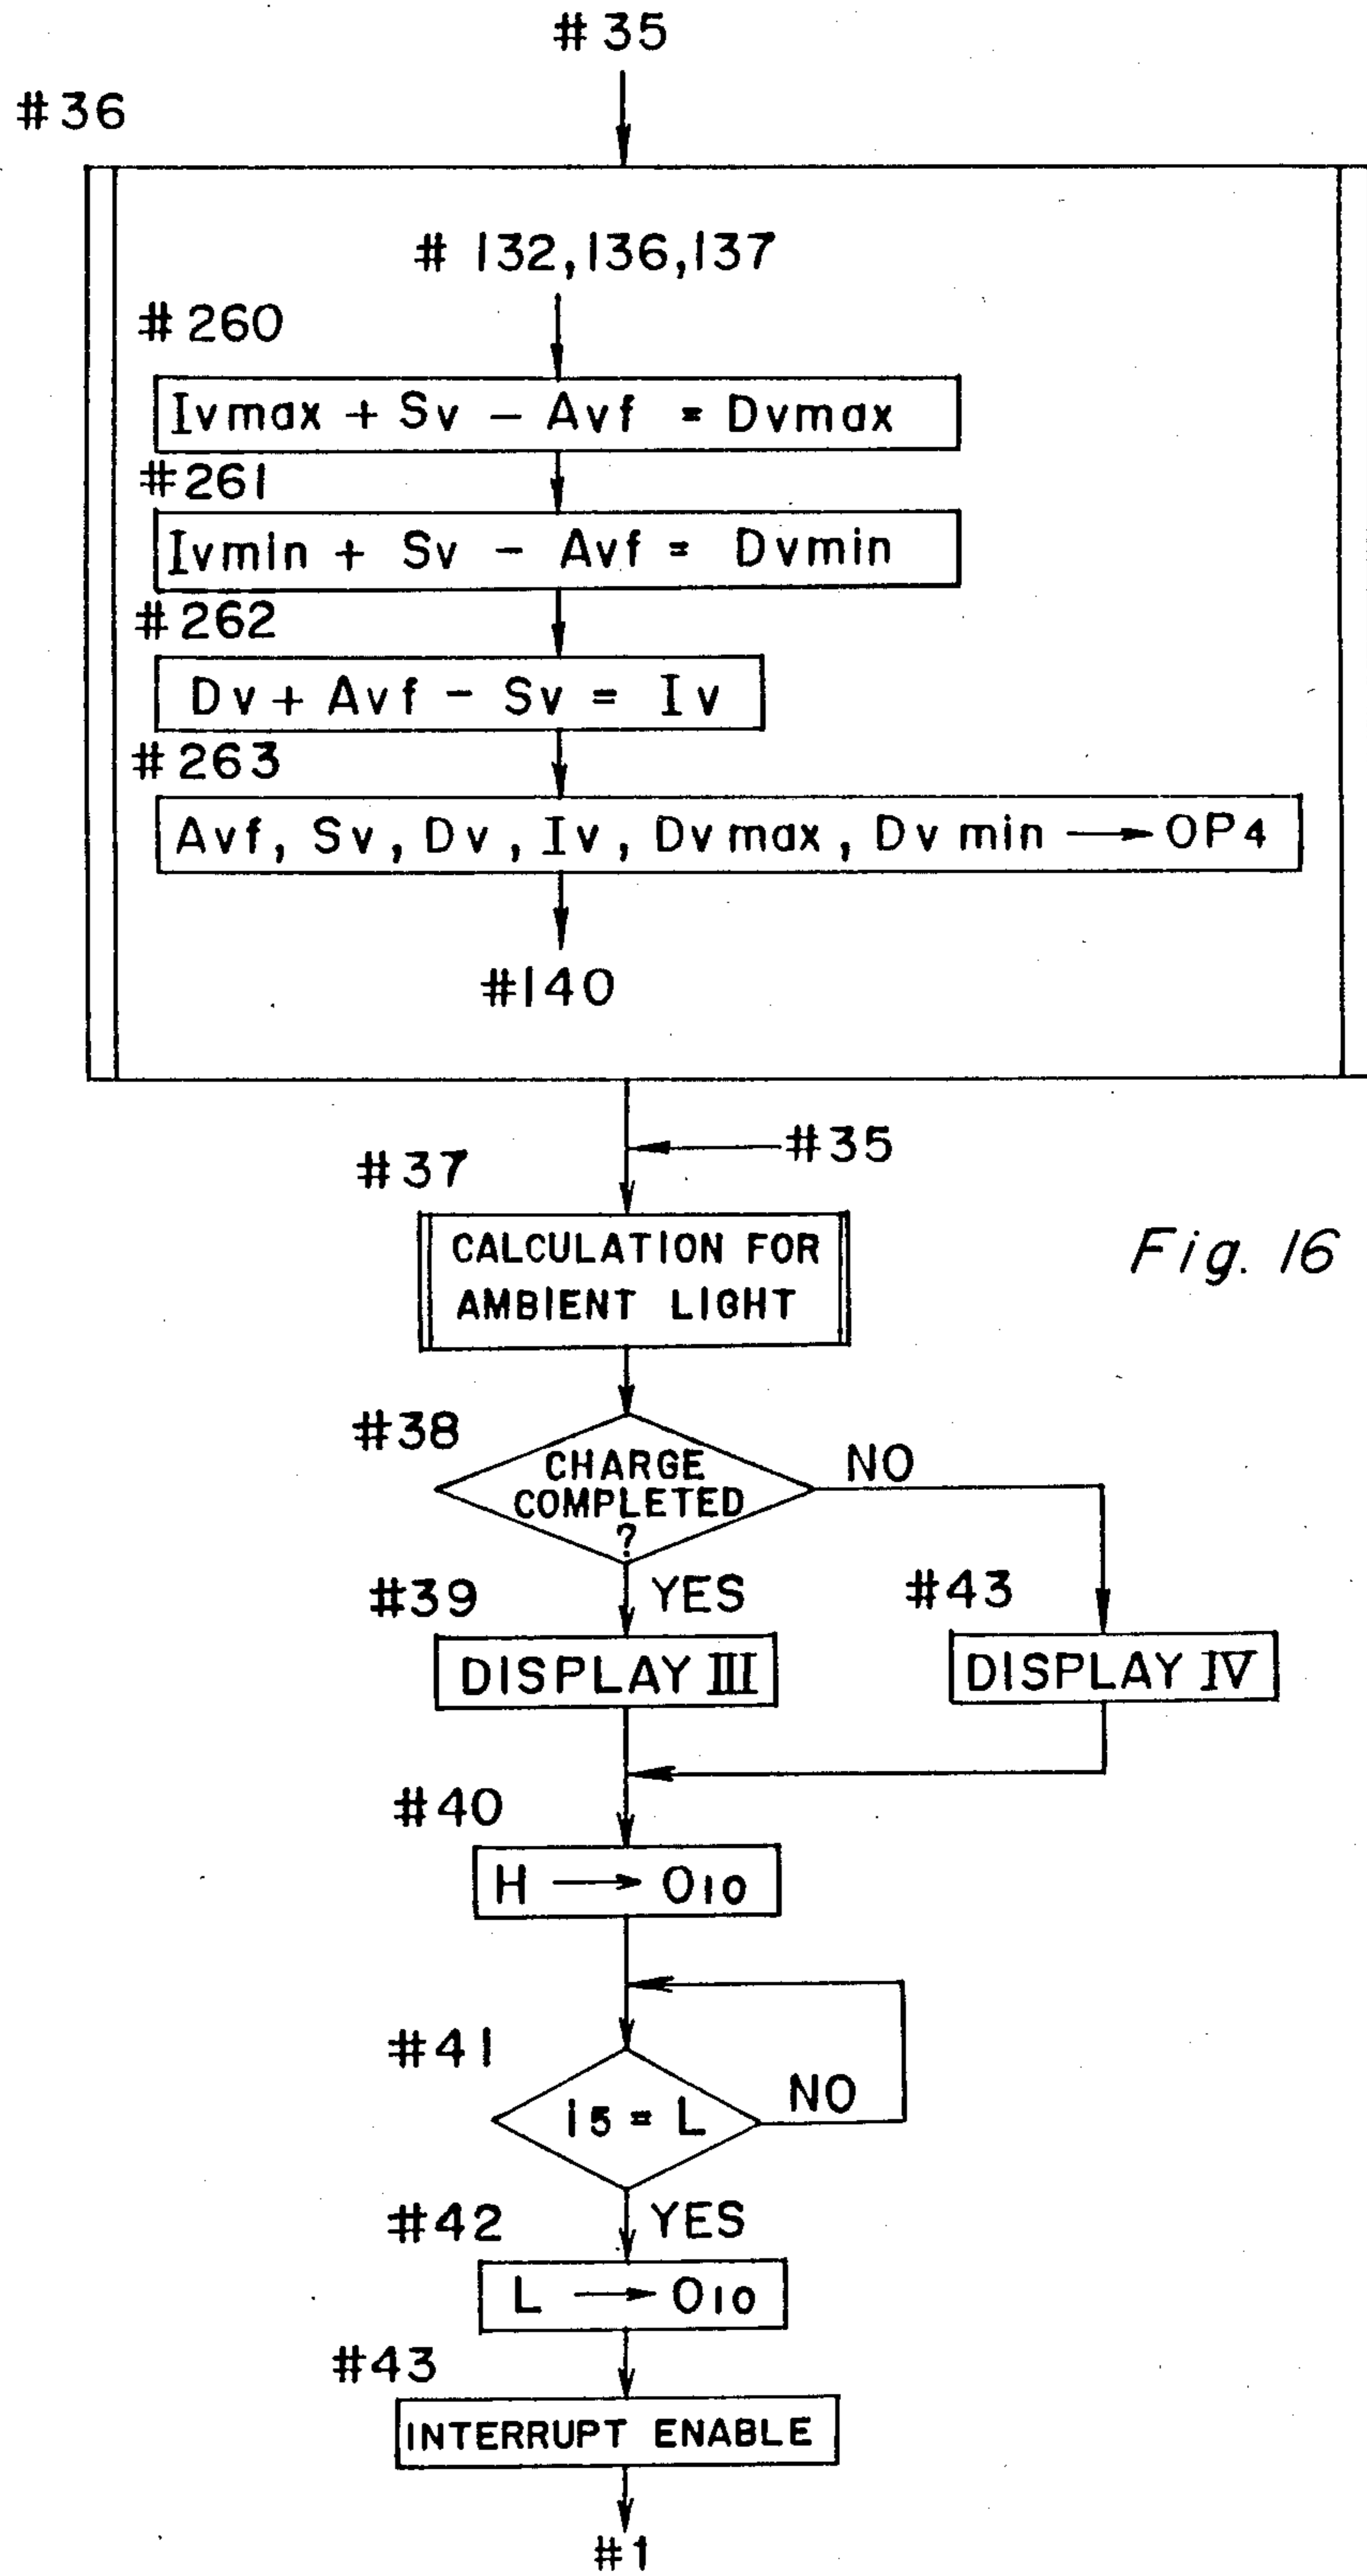 #35
#36
# 132,136,137
#260
Ivmax + Sv - Avf = Dvmax
#261
Ivmin + Sv - Avf = Dvmin
#262
Dv + Avf - Sv = Iv
#263
Avf, Sv, Dv, Iv, Dvmax, Dvmin → OP4
#140
#35
#37
CALCULATION FOR
AMBIENT LIGHT
Fig. 16
#38
CHARGE
COMPLETED
?
NO
YES
#39
#43
DISPLAY III
DISPLAY IV
#40
H → O10
#41
i5 = L
NO
YES
#42
L → O10
#43
INTERRUPT ENABLE
#1